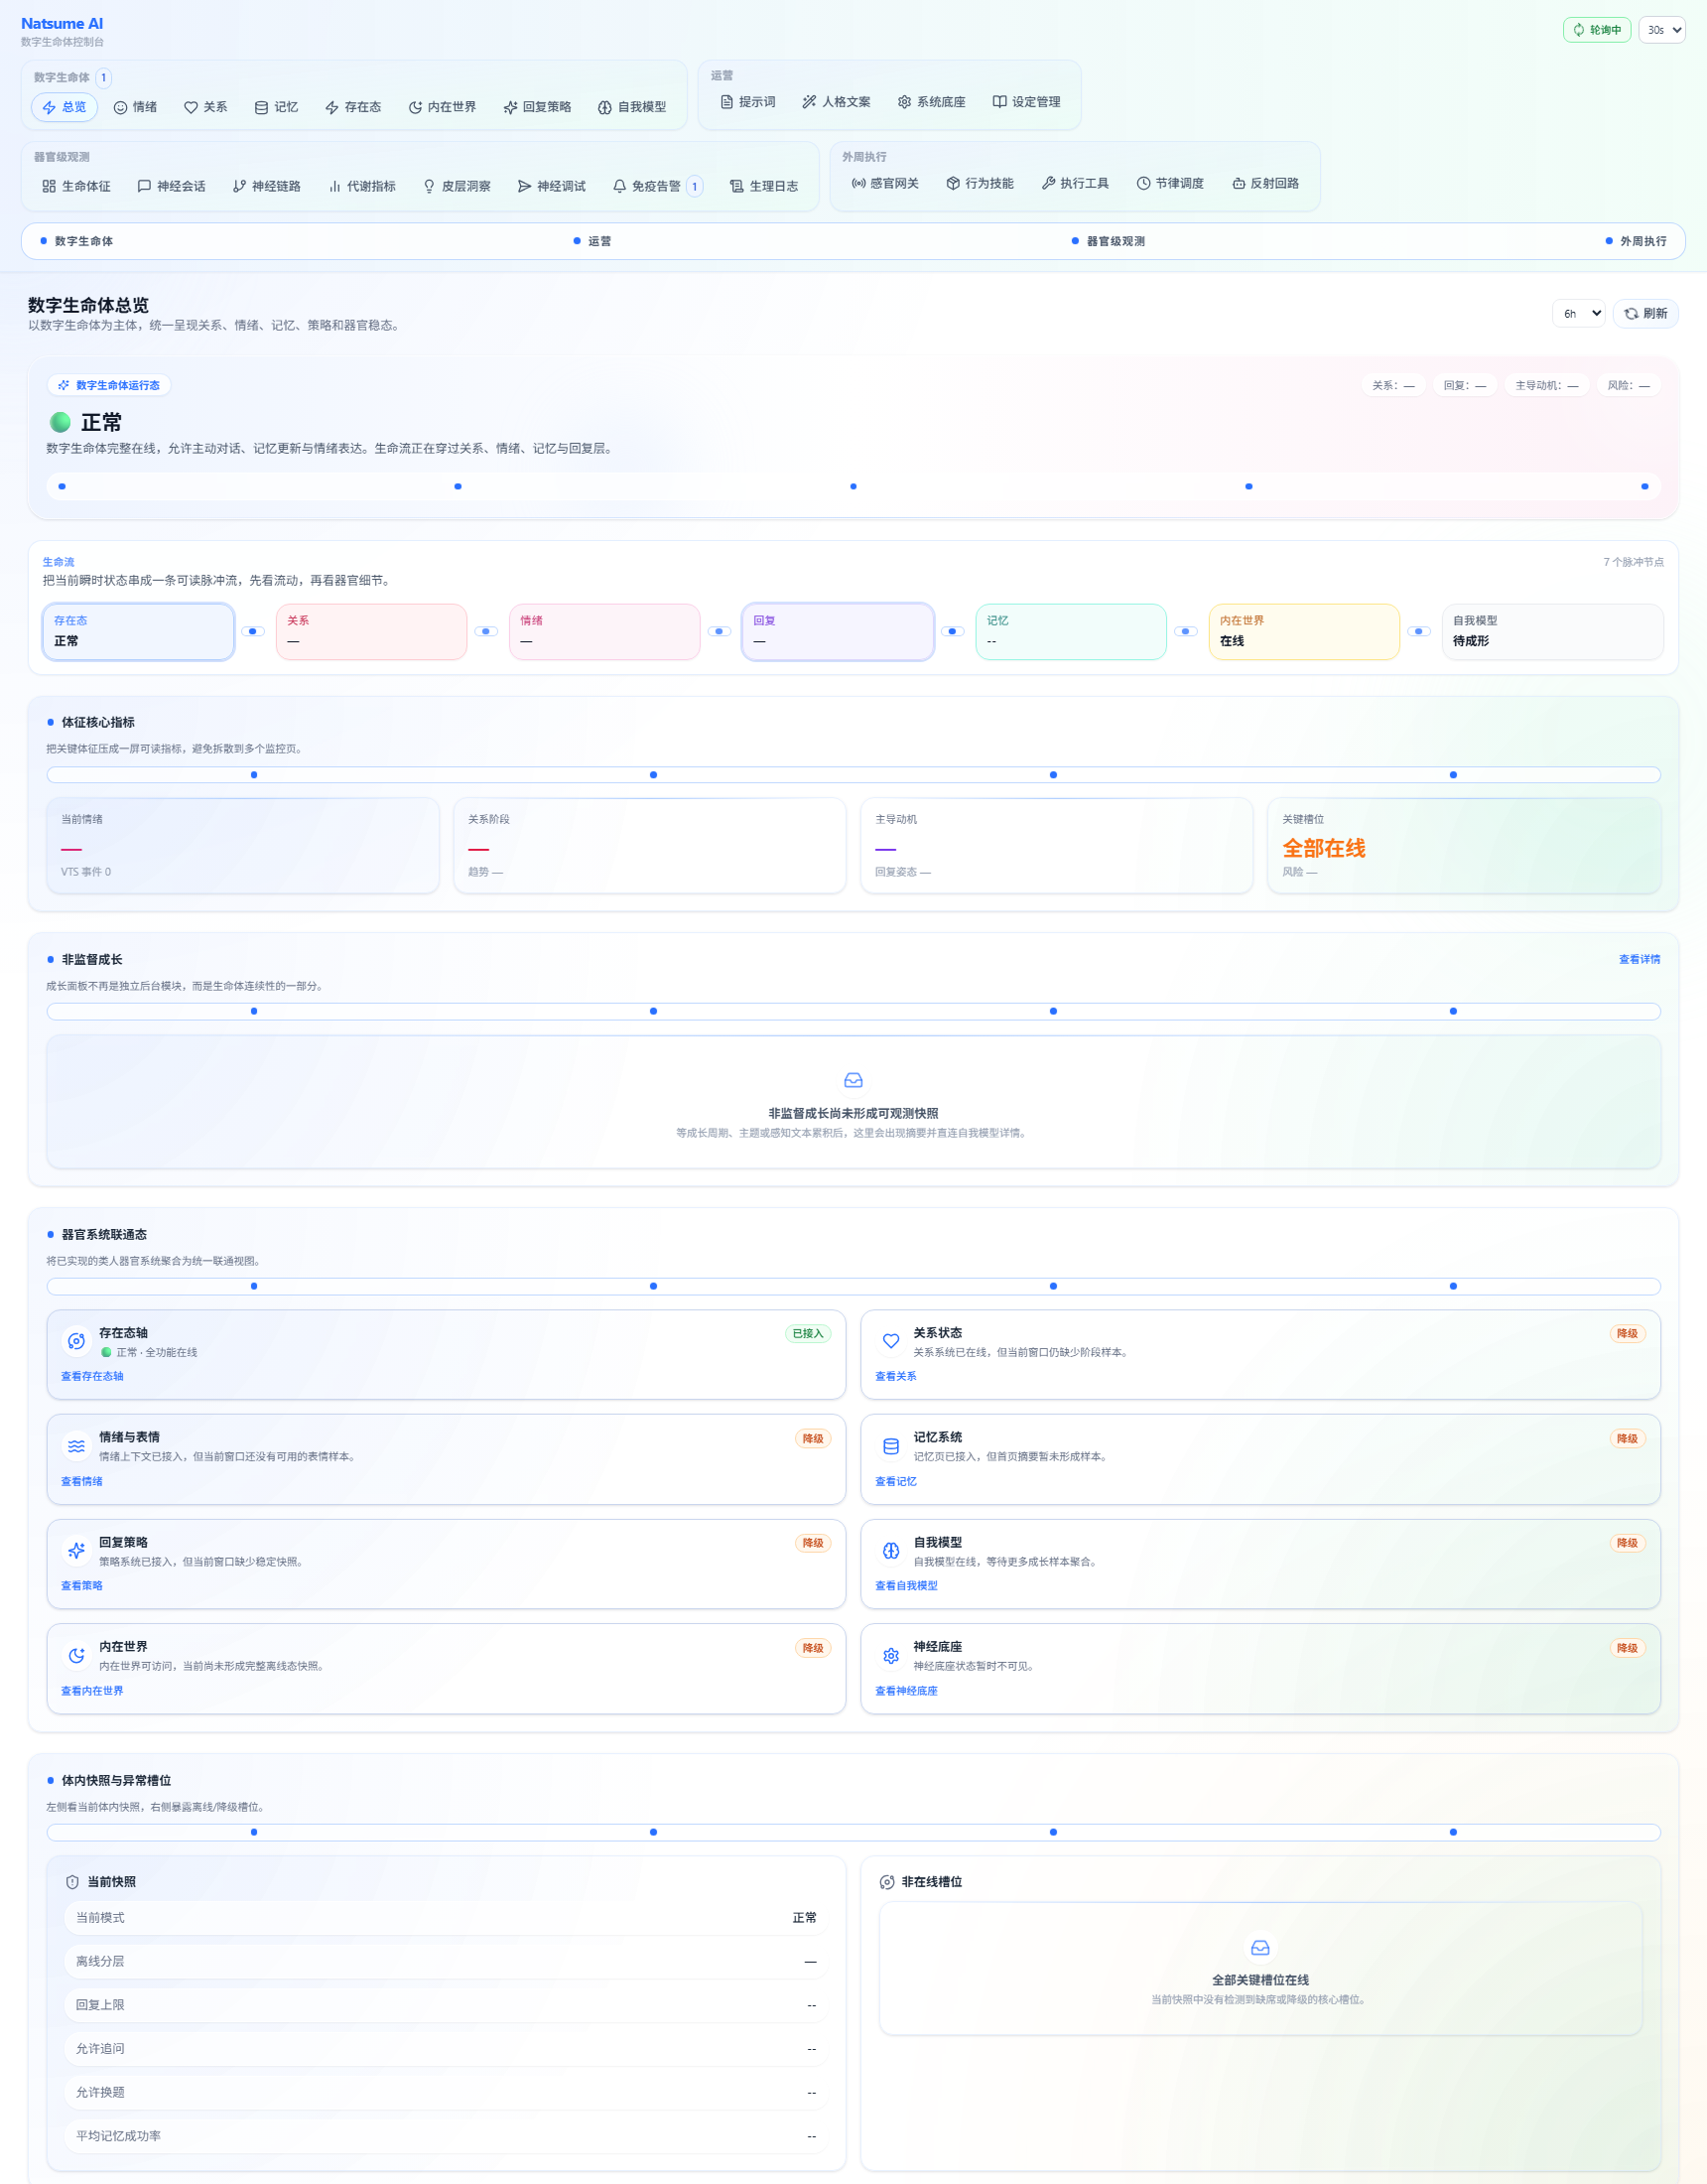 Natsume AI
数字生命体控制台
轮询中
30s
数字生命体 1
总览 情绪 关系 记忆 存在态 内在世界 回复策略 自我模型
运营
提示词 人格文案 系统底座 设定管理
器官级观测
生命体征 神经会话 神经链路 代谢指标 皮层洞察 神经调试 免疫告警 1 生理日志
外周执行
感官网关 行为技能 执行工具 节律调度 反射回路
数字生命体 运营 器官级观测 外周执行
数字生命体总览
以数字生命体为主体，统一呈现关系、情绪、记忆、策略和器官稳态。
6h
刷新
数字生命体运行态
关系：— 回复：— 主导动机：— 风险：—
正常
数字生命体完整在线，允许主动对话、记忆更新与情绪表达。生命流正在穿过关系、情绪、记忆与回复层。
生命流
7 个脉冲节点
把当前瞬时状态串成一条可读脉冲流，先看流动，再看器官细节。
存在态
正常
关系
—
情绪
—
回复
—
记忆
--
内在世界
在线
自我模型
待成形
体征核心指标
把关键体征压成一屏可读指标，避免拆散到多个监控页。
当前情绪
—
VTS 事件 0
关系阶段
—
趋势 —
主导动机
—
回复姿态 —
关键槽位
全部在线
风险 —
非监督成长
查看详情
成长面板不再是独立后台模块，而是生命体连续性的一部分。
非监督成长尚未形成可观测快照
等成长周期、主题或感知文本累积后，这里会出现摘要并直连自我模型详情。
器官系统联通态
将已实现的类人器官系统聚合为统一联通视图。
存在态轴
已接入
正常 · 全功能在线
查看存在态轴
关系状态
降级
关系系统已在线，但当前窗口仍缺少阶段样本。
查看关系
情绪与表情
降级
情绪上下文已接入，但当前窗口还没有可用的表情样本。
查看情绪
记忆系统
降级
记忆页已接入，但首页摘要暂未形成样本。
查看记忆
回复策略
降级
策略系统已接入，但当前窗口缺少稳定快照。
查看策略
自我模型
降级
自我模型在线，等待更多成长样本聚合。
查看自我模型
内在世界
降级
内在世界可访问，当前尚未形成完整离线态快照。
查看内在世界
神经底座
降级
神经底座状态暂时不可见。
查看神经底座
体内快照与异常槽位
左侧看当前体内快照，右侧暴露离线/降级槽位。
当前快照
当前模式 正常
离线分层 —
回复上限 --
允许追问 --
允许换题 --
平均记忆成功率 --
非在线槽位
全部关键槽位在线
当前快照中没有检测到缺席或降级的核心槽位。